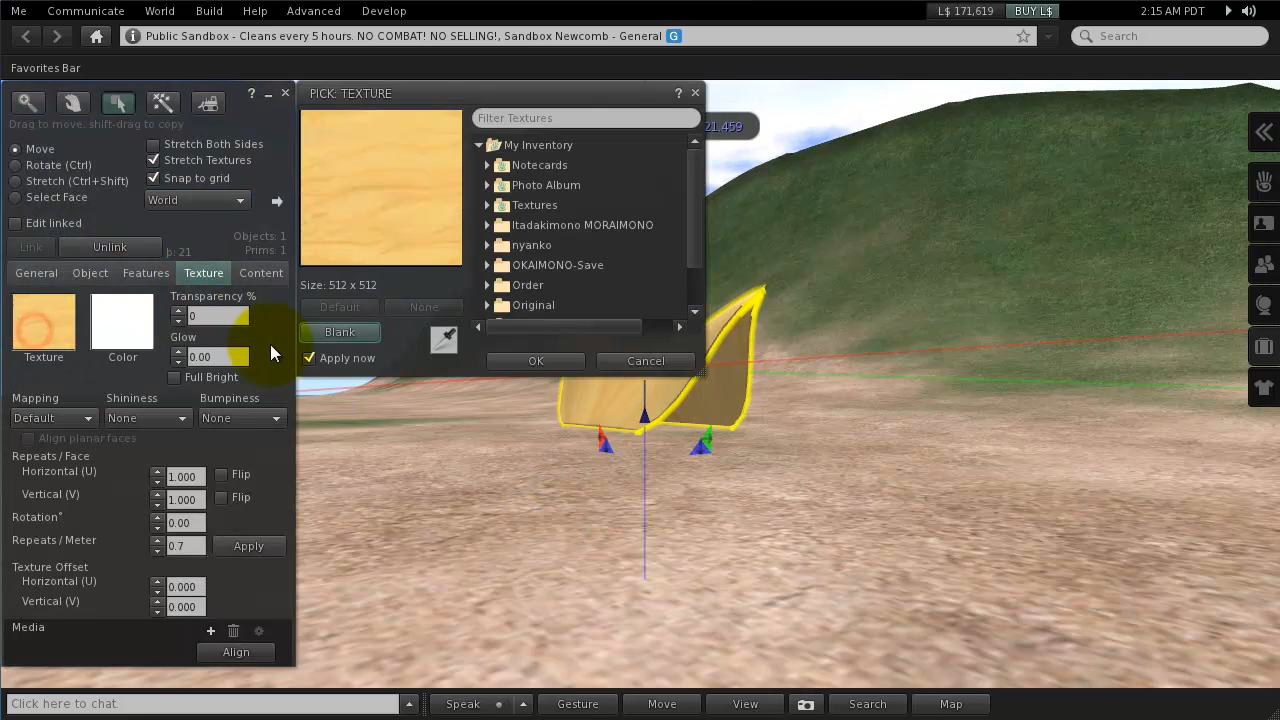 Me Communicate World Build Help Advanced Develop L$ 171,619 BUY L$ 2:15 AM PDT
Public Sandbox - Cleans every 5 hours. NO COMBAT! NO SELLING!, Sandbox Newcomb - General G Search
Favorites Bar
? PICK: TEXTURE ?
Drag to move, shift-drag to copy
Filter Textures
21.459
Move Stretch Both Sides
Rotate (Ctrl) Stretch Textures
Stretch (Ctrl+Shift) Snap to grid
Select Face World
Edit linked
Link Unlink
Objects: 1
þ: 21 Prims: 1
General Object Features Texture Content
Transparency %
0
Glow
0.00
Texture Color
Full Bright
Mapping Shininess Bumpiness
Default None None
Align planar faces
Repeats / Face
Horizontal (U) 1.000 Flip
Vertical (V) 1.000 Flip
Rotation° 0.00
Repeats / Meter 0.7 Apply
Texture Offset
Horizontal (U) 0.000
Vertical (V) 0.000
Media
Align
My Inventory
Notecards
Photo Album
Textures
Itadakimono MORAIMONO
nyanko
OKAIMONO-Save
Order
Original
Size: 512 x 512
Default None
Blank
Apply now
OK Cancel
Click here to chat. Speak Gesture Move View Search Map